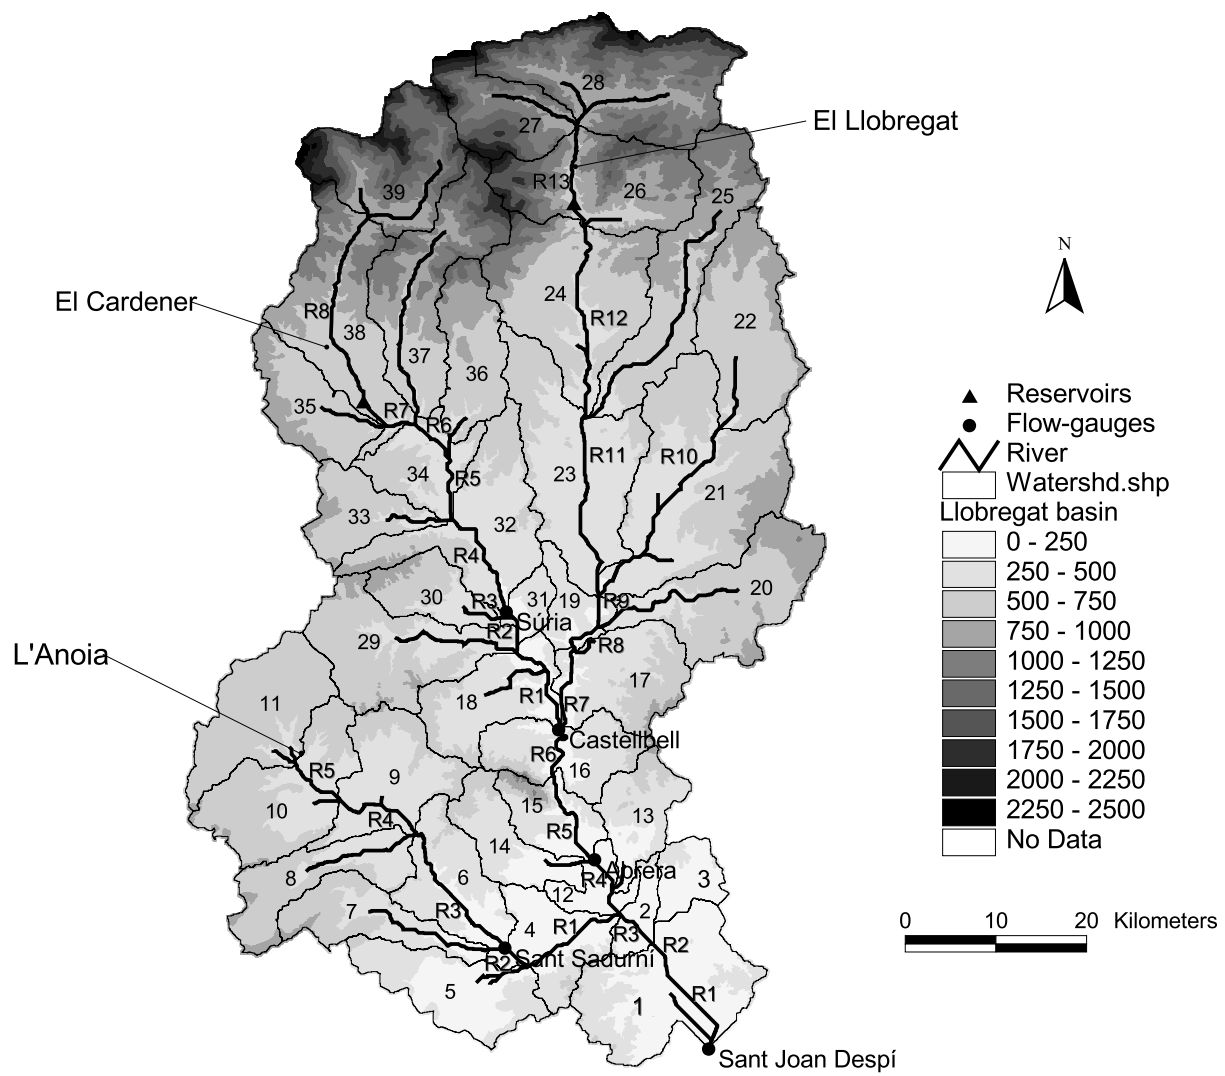 28
El Llobregat
27
R13
26
39
25
N
El Cardener
24
R8
R12
22
38
37
36
35
R7
R6
Reservoirs
Flow-gauges
R11
R10
River
34
23
R5
Watershd.shp
21
Llobregat basin
33
32
0 - 250
R4
250 - 500
20
30
R3
31
19
R9
500 - 750
Súria
R2
750 - 1000
29
R8
L'Anoia
1000 - 1250
17
11
18
R1
R7
1250 - 1500
1500 - 1750
Castellbell
R6
1750 - 2000
R5
9
16
2000 - 2250
10
15
13
2250 - 2500
R4
R5
14
No Data
Abrera
8
6
R4
3
12
7
R3
2
0 10 20 Kilometers
4
R1
R3
R2
Sant Sadurní
R2
5
R1
1
Sant Joan Despí